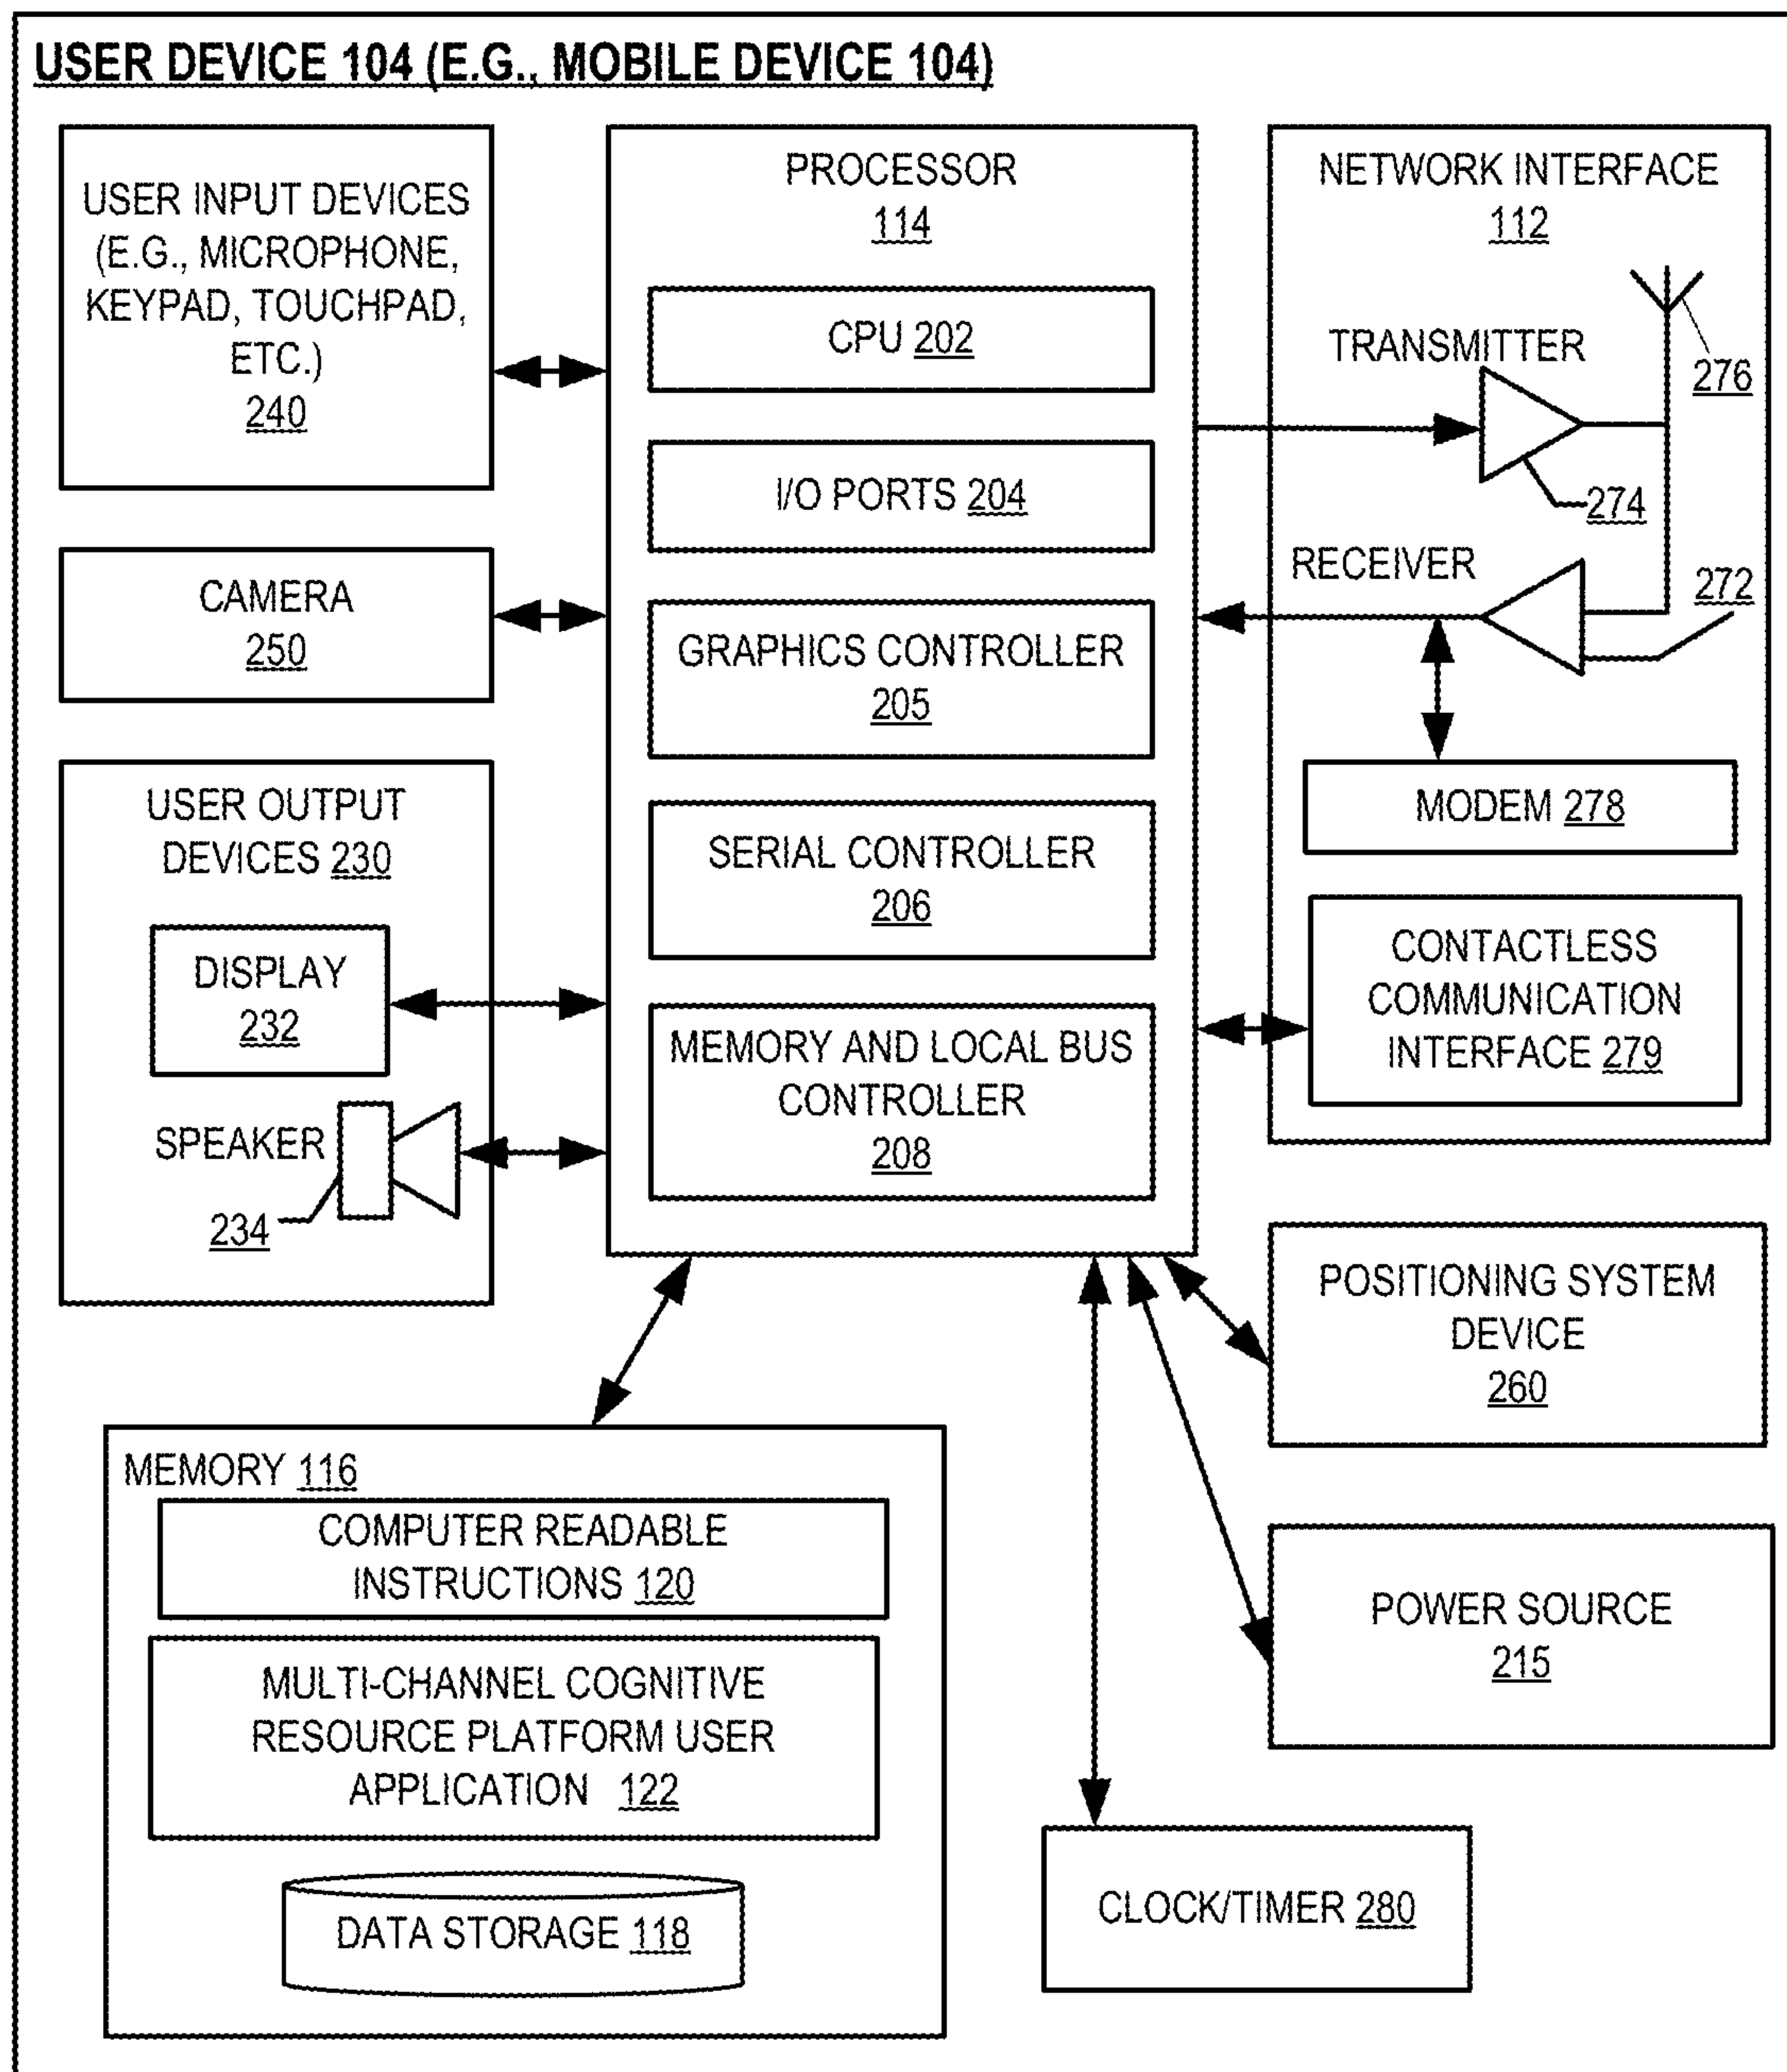 USER DEVICE 104 (E.G., MOBILE DEVICE 104)
USER INPUT DEVICES
(E.G., MICROPHONE,
KEYPAD, TOUCHPAD,
ETC.)
240
CAMERA
250
USER OUTPUT
DEVICES 230
DISPLAY
232
SPEAKER
234
PROCESSOR
114
CPU 202
I/O PORTS 204
GRAPHICS CONTROLLER
205
SERIAL CONTROLLER
206
MEMORY AND LOCAL BUS
CONTROLLER
208
NETWORK INTERFACE
112
TRANSMITTER
276
274
RECEIVER
272
MODEM 278
CONTACTLESS
COMMUNICATION
INTERFACE 279
POSITIONING SYSTEM
DEVICE
260
POWER SOURCE
215
CLOCK/TIMER 280
MEMORY 116
COMPUTER READABLE
INSTRUCTIONS 120
MULTI-CHANNEL COGNITIVE
RESOURCE PLATFORM USER
APPLICATION 122
DATA STORAGE 118